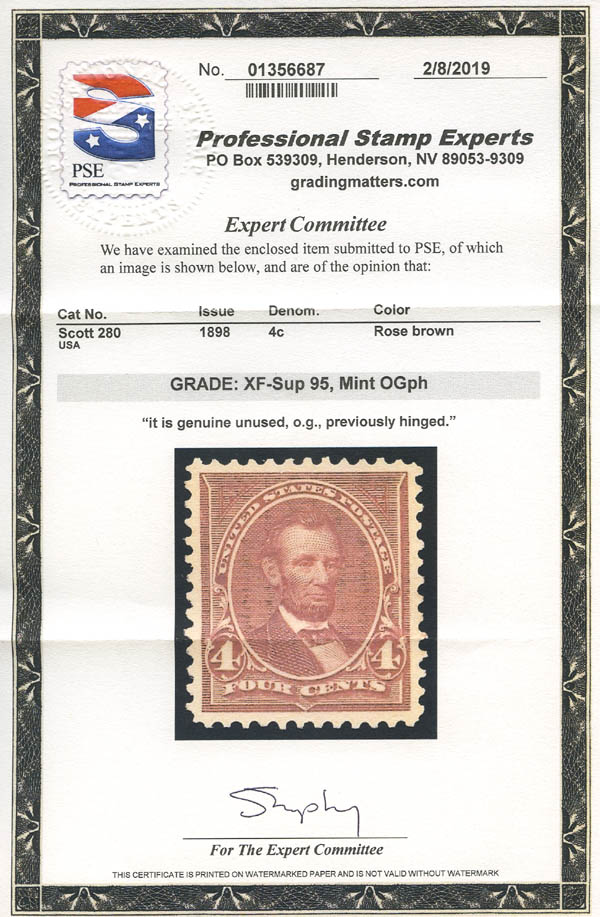 No. 01356687 2/8/2019
PSE
PROFESSIONAL STAMP EXPERTS
Professional Stamp Experts
PO Box 539309, Henderson, NV 89053-9309
gradingmatters.com
Expert Committee
We have examined the enclosed item submitted to PSE, of which
an image is shown below, and are of the opinion that:
Cat No. Issue Denom. Color
Scott 280 1898 4c Rose brown
USA
GRADE: XF-Sup 95, Mint OGph
“it is genuine unused, o.g., previously hinged.”
UNITED STATES POSTAGE
4 4
FOUR CENTS
For The Expert Committee
THIS CERTIFICATE IS PRINTED ON WATERMARKED PAPER AND IS NOT VALID WITHOUT WATERMARK